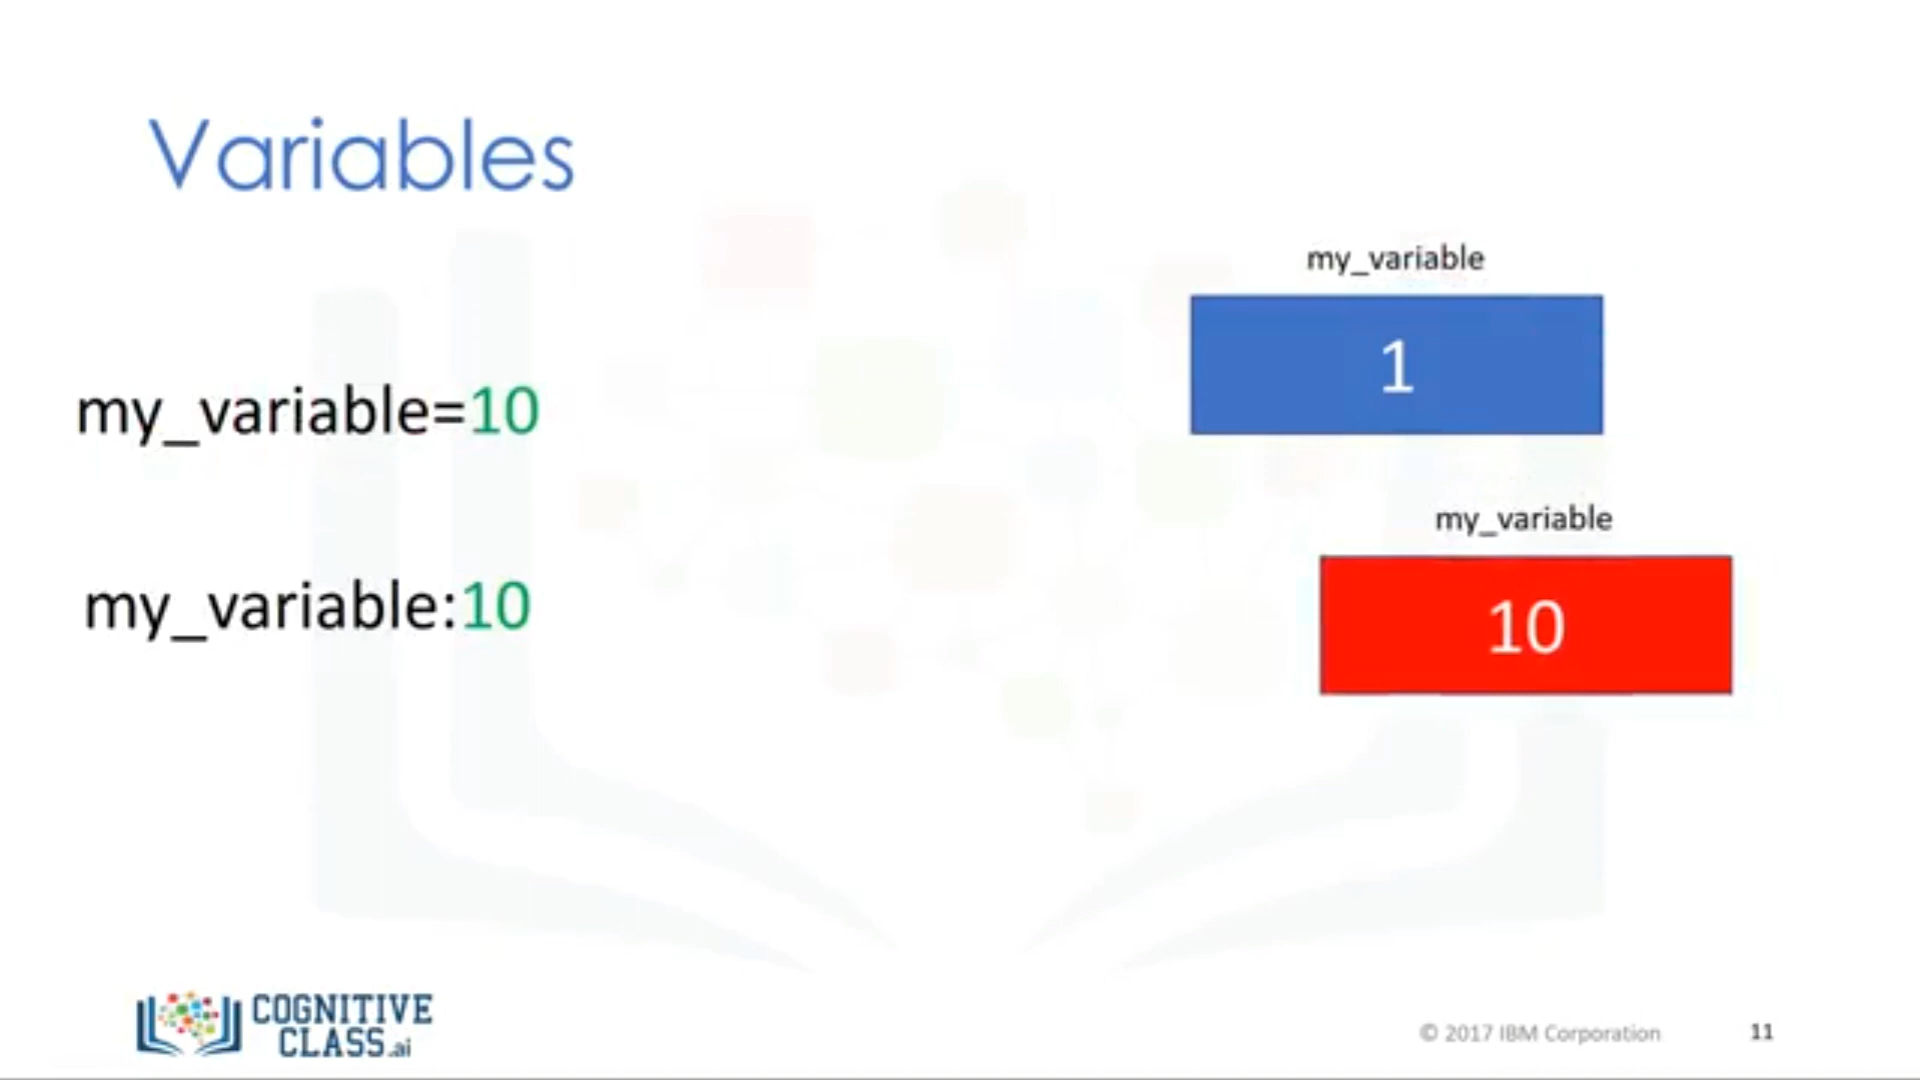 Variables
my_variable
1
my_variable=10
my_variable
my_variable:10
10
COGNITIVE
CLASS.ai
© 2017 IBM Corporation
11